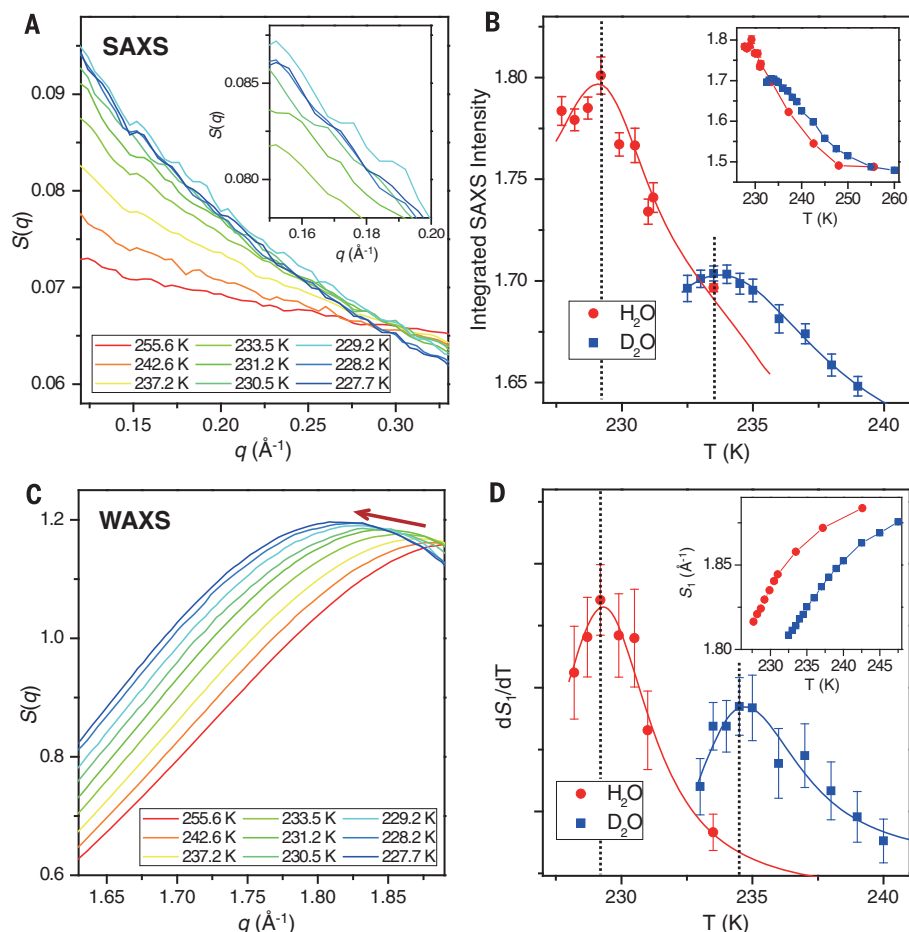 A
SAXS
S(q)
0.09
0.08
0.07
0.06
0.15
0.20
0.25
0.30
q (Å-1)
S(q)
0.085
0.080
0.16
0.18
0.20
q (Å-1)
255.6 K 233.5 K 229.2 K
242.6 K 231.2 K 228.2 K
237.2 K 230.5 K 227.7 K
B
Integrated SAXS Intensity
1.80
1.75
1.70
1.65
230
235
240
T (K)
H2O
D2O
1.8
1.7
1.6
1.5
230 240 250 260
T (K)
C
WAXS
S(q)
1.2
1.0
0.8
0.6
1.65
1.70
1.75
1.80
1.85
q (Å-1)
255.6 K 233.5 K 229.2 K
242.6 K 231.2 K 228.2 K
237.2 K 230.5 K 227.7 K
D
dS1/dT
230
235
240
T (K)
H2O
D2O
S1 (Å-1)
1.85
1.80
230 235 240 245
T (K)